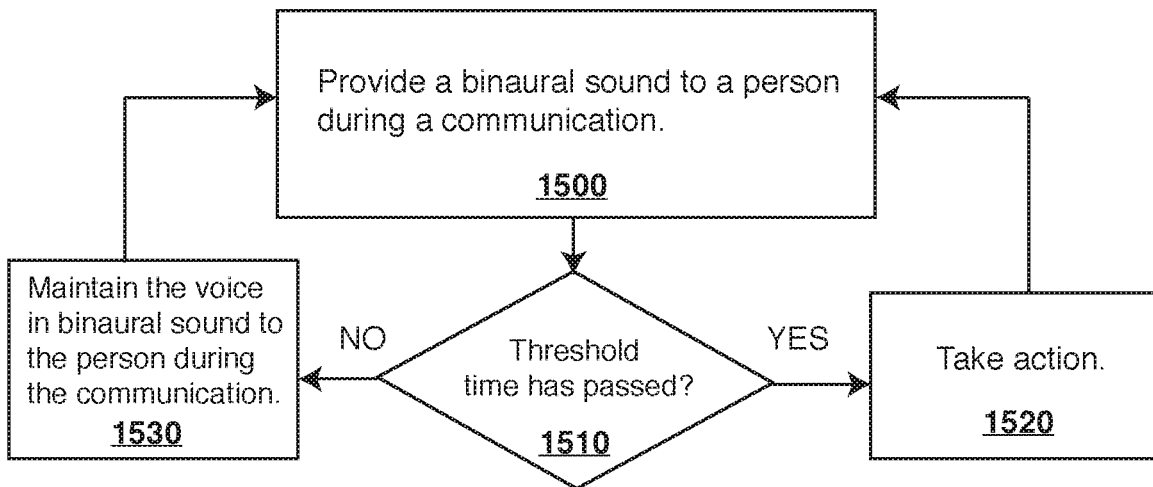 Provide a binaural sound to a person
during a communication.
1500
Maintain the voice
in binaural sound to
the person during
the communication.
1530
NO
Threshold
time has passed?
1510
YES
Take action.
1520